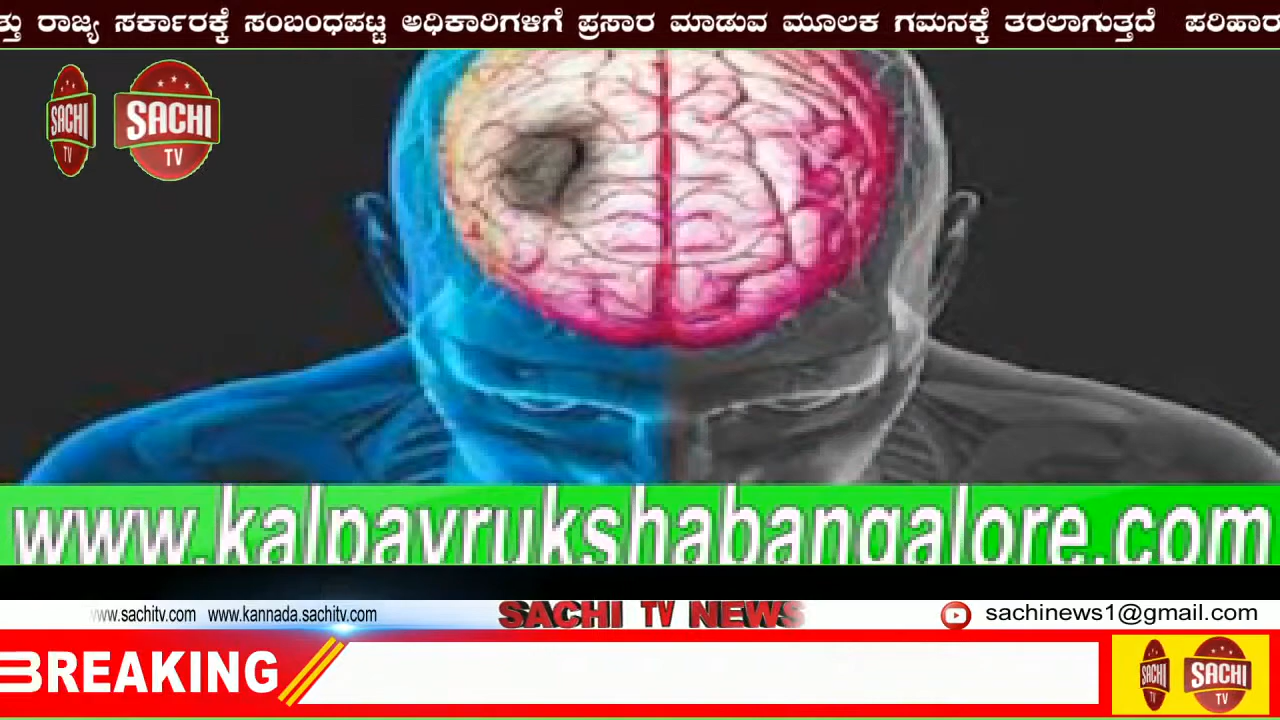 ತ್ತು ರಾಜ್ಯ ಸರ್ಕಾರಕ್ಕೆ ಸಂಬಂಧಪಟ್ಟ ಅಧಿಕಾರಿಗಳಿಗೆ ಪ್ರಸಾರ ಮಾಡುವ ಮೂಲಕ ಗಮನಕ್ಕೆ ತರಲಾಗುತ್ತದೆ ಪರಿಹಾರ
SACHI TV
SACHI TV
www.kalpavrukshabangalore.com
www.sachitv.com www.kannada.sachitv.com SACHI TV NEWS sachinews1@gmail.com
BREAKING
SACHI TV
SACHI TV